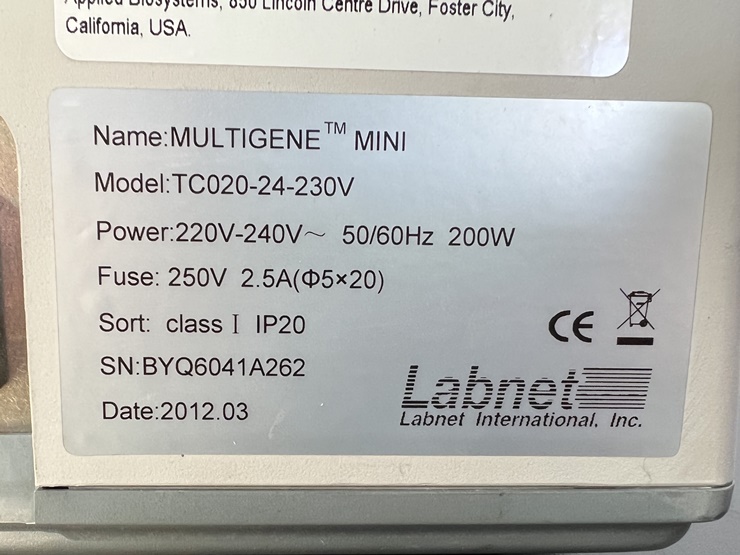 Applied Biosystems, 850 Lincoln Centre Drive, Foster City,
California, USA.
Name:MULTIGENE™ MINI
Model:TC020-24-230V
Power:220V-240V～ 50/60Hz 200W
Fuse: 250V 2.5A(Φ5×20)
Sort: class Ⅰ IP20
SN:BYQ6041A262
Date:2012.03
CE
Labnet
Labnet International, Inc.